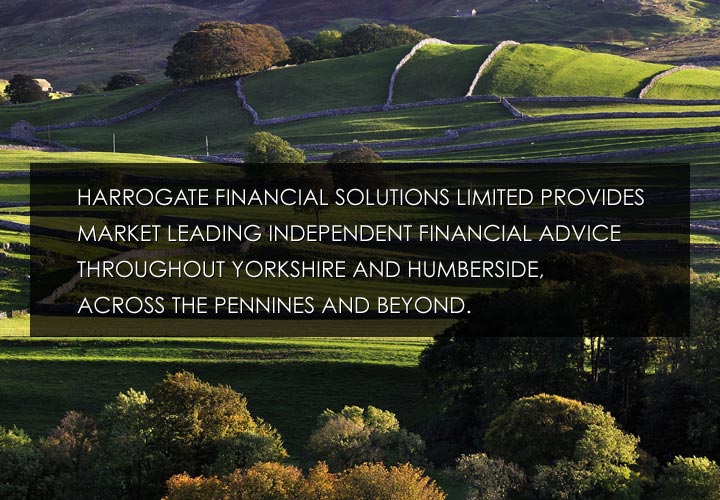 HARROGATE FINANCIAL SOLUTIONS LIMITED PROVIDES
MARKET LEADING INDEPENDENT FINANCIAL ADVICE
THROUGHOUT YORKSHIRE AND HUMBERSIDE,
ACROSS THE PENNINES AND BEYOND.